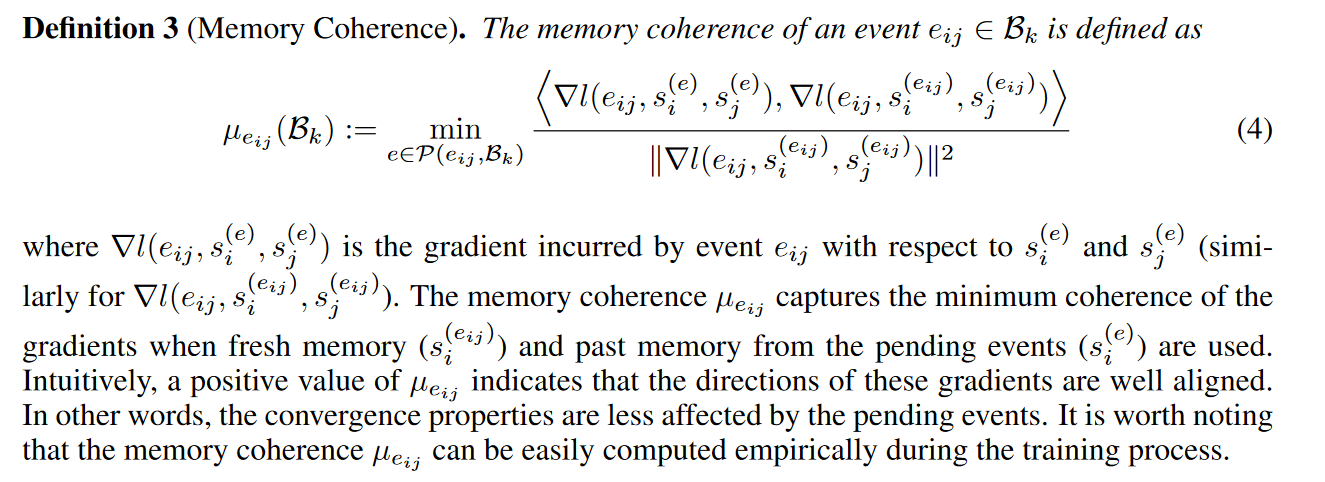 Definition 3 (Memory Coherence). The memory coherence of an event $e_{ij} \in \mathcal{B}_k$ is defined as
$$\mu_{e_{ij}}(\mathcal{B}_k) := \min_{e \in \mathcal{P}(e_{ij}, \mathcal{B}_k)} \frac{\left\langle \nabla l(e_{ij}, s_i^{(e)}, s_j^{(e)}), \nabla l(e_{ij}, s_i^{(e_{ij})}, s_j^{(e_{ij})}) \right\rangle}{\|\nabla l(e_{ij}, s_i^{(e_{ij})}, s_j^{(e_{ij})})\|^2} \quad (4)$$
where $\nabla l(e_{ij}, s_i^{(e)}, s_j^{(e)})$ is the gradient incurred by event $e_{ij}$ with respect to $s_i^{(e)}$ and $s_j^{(e)}$ (simi-
larly for $\nabla l(e_{ij}, s_i^{(e_{ij})}, s_j^{(e_{ij})})$. The memory coherence $\mu_{e_{ij}}$ captures the minimum coherence of the
gradients when fresh memory ($s_i^{(e_{ij})}$) and past memory from the pending events ($s_i^{(e)}$) are used.
Intuitively, a positive value of $\mu_{e_{ij}}$ indicates that the directions of these gradients are well aligned.
In other words, the convergence properties are less affected by the pending events. It is worth noting
that the memory coherence $\mu_{e_{ij}}$ can be easily computed empirically during the training process.